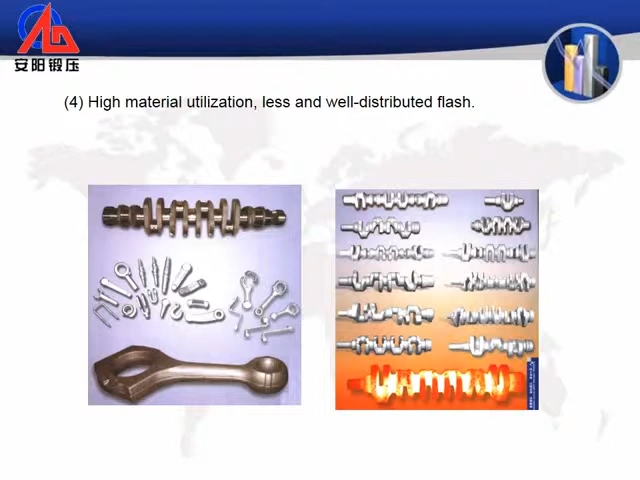 安阳锻压
(4) High material utilization, less and well-distributed flash.